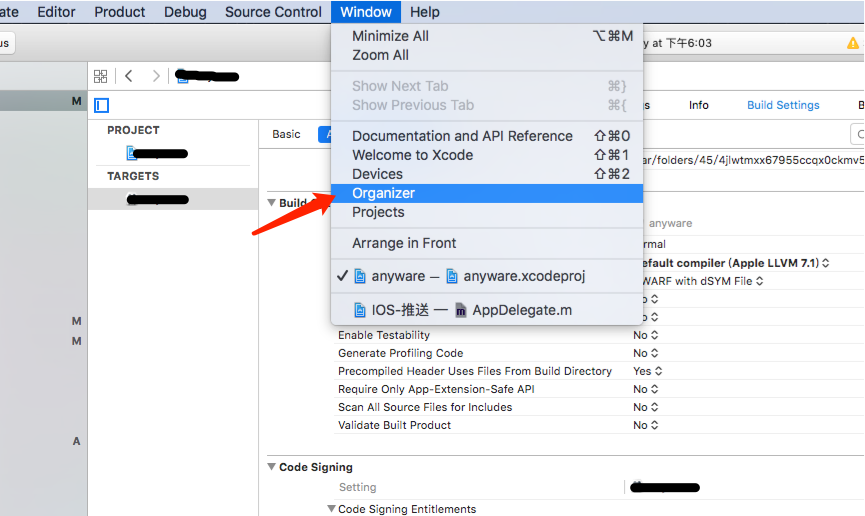 ate Editor Product Debug Source Control Window Help
us
Minimize All ⌥⌘M
y at 下午6:03
Zoom All
Show Next Tab ⌘}
Show Previous Tab ⌘{
M
Info Build Settings
PROJECT
Basic
Documentation and API Reference ⇧⌘0
Welcome to Xcode ⇧⌘1
ar/folders/45/4jlwtmxx67955ccqx0ckmv5
TARGETS
Devices ⇧⌘2
Organizer
Build
Projects
anyware
Arrange in Front
rmal
efault compiler (Apple LLVM 7.1)
✓ anyware — anyware.xcodeproj
WARF with dSYM File
IOS-推送 — AppDelegate.m
M
Enable Testability No
M
Generate Profiling Code No
Precompiled Header Uses Files From Build Directory Yes
Require Only App-Extension-Safe API No
Scan All Source Files for Includes No
Validate Built Product No
A
Code Signing
Setting
Code Signing Entitlements